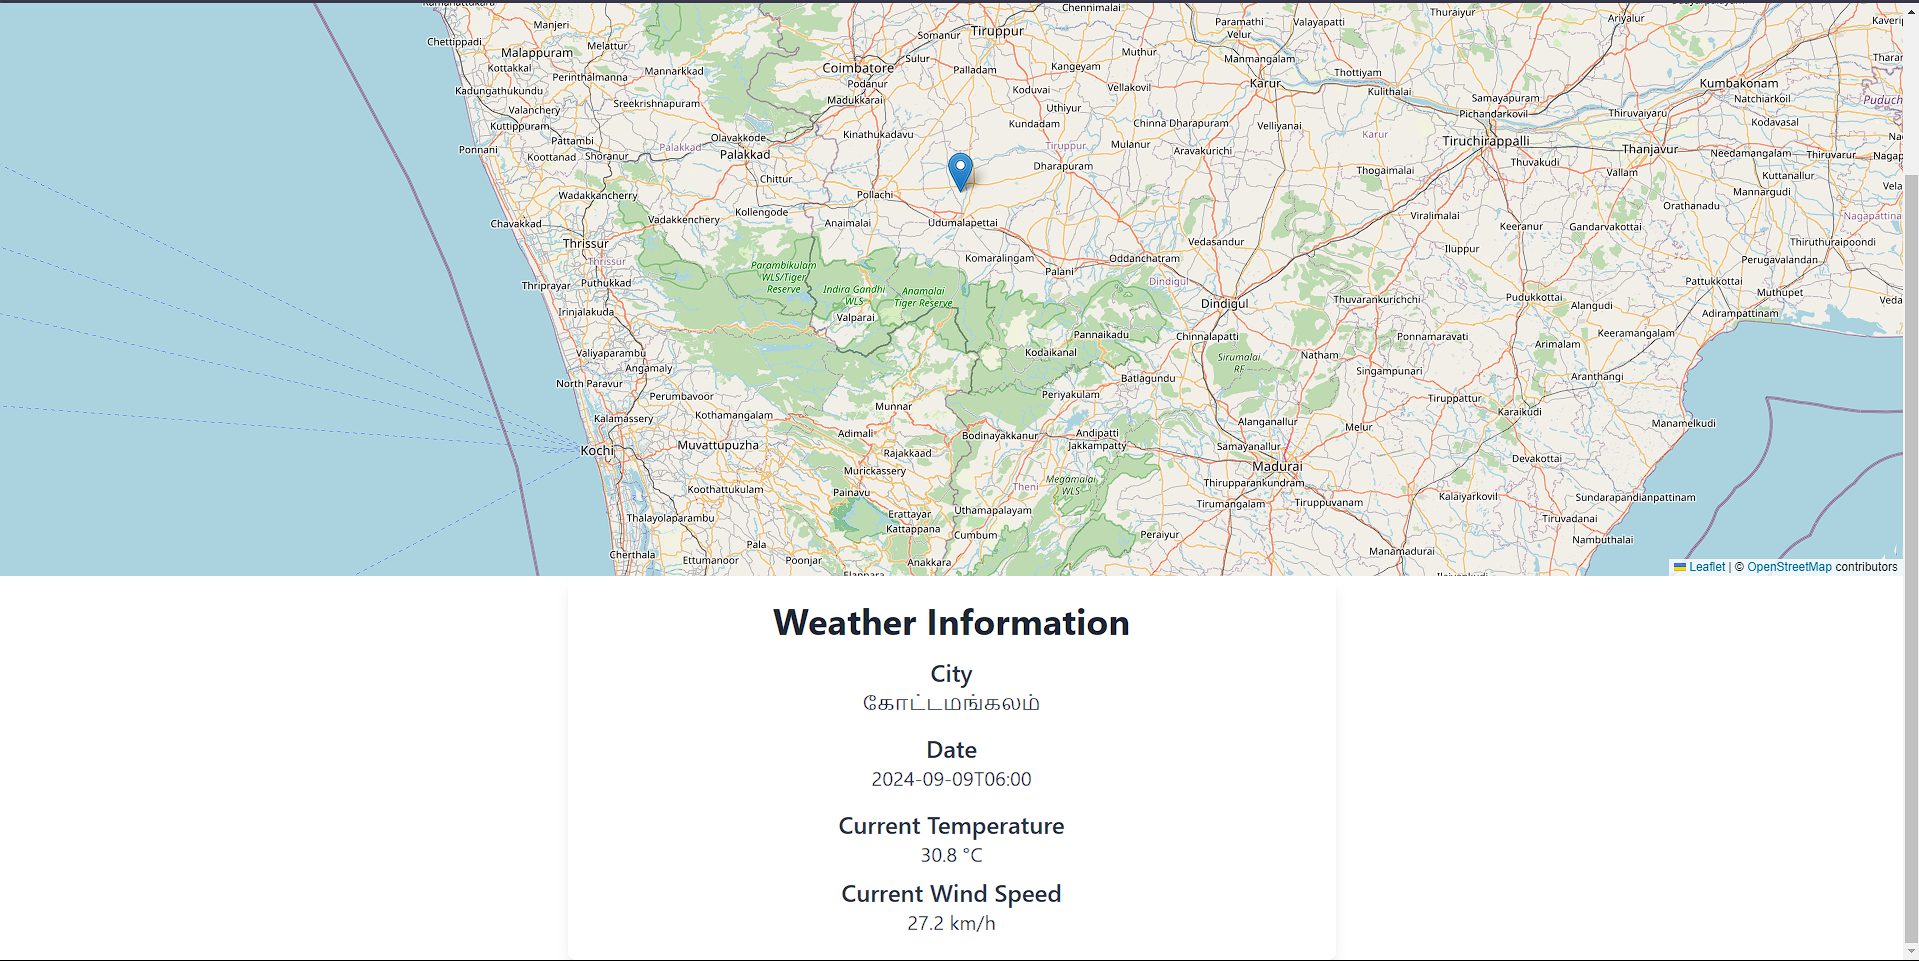 Chennimalai
Thuraiyur
Ariyalur
Manjeri
Paramathi
Valayapatti
Kaveri
Chettippadi
Melattur
Somanur
Tiruppur
Velur
Malappuram
Muthur
Manmangalam
Tharan
Kottakkal
Perinthalmanna
Mannarkkad
Coimbatore
Sulur
Palladam
Kangeyam
Thottiyam
Kadungathukundu
Podanur
Koduvai
Vellakovil
Karur
Kulithalai
Kumbakonam
Valanchery
Sreekrishnapuram
Madukkarai
Uthiyur
Samayapuram
Natchiarkoil
Puduch
Kuttippuram
Kinathukadavu
Kundadam
Chinna Dharapuram
Velliyanai
Pichandarkovil
Thiruvaiyaru
Kodavasal
Pattambi
Olavakkode
Karur
Tiruchirappalli
Na
Ponnani
Koottanad
Shoranur
Palakkad
Palakkad
Tiruppur
Mulanur
Aravakurichi
Thuvakudi
Thanjavur
Needamangalam
Thiruvarur
Nagap
Dharapuram
Thogaimalai
Vallam
Kuttanallur
Wadakkancherry
Chittur
Pollachi
Mannargudi
Vela
Chavakkad
Vadakkenchery
Kollengode
Anaimalai
Udumalapettai
Viralimalai
Keeranur
Gandarvakottai
Orathanadu
Nagapattina
Thrissur
Vedasandur
Iluppur
Thiruthuraipoondi
Thrissur
Parambikulam
WLS/Tiger
Reserve
Komaralingam
Palani
Oddanchatram
Perugavalandan
Thriprayar
Puthukkad
Indira Gandhi
WLS
Anamalai
Tiger Reserve
Dindigul
Pattukkottai
Muthupet
Veda
Irinjalakuda
Valparai
Dindigul
Thuvarankurichchi
Pudukkottai
Alangudi
Adirampattinam
Valiyaparambu
Pannaikadu
Chinnalapatti
Ponnamaravati
Keeramangalam
Angamaly
Kodaikanal
Sirumalai
RF
Natham
Arimalam
North Paravur
Perumbavoor
Batlagundu
Singampunari
Aranthangi
Kalamassery
Kothamangalam
Munnar
Periyakulam
Tiruppattur
Karaikudi
Kochi
Muvattupuzha
Adimali
Bodinayakkanur
Andipatti
Jakkampatty
Alanganallur
Melur
Manamelkudi
Rajakkaad
Samayanallur
Madurai
Devakottai
Koothattukulam
Murickassery
Painavu
Theni
Megamalai
WLS
Thirupparankundram
Tirumangalam
Tiruppuvanam
Kalaiyarkovil
Sundarapandianpattinam
Thalayolaparambu
Erattayar
Kattappana
Uthamapalayam
Tiruvadanai
Cherthala
Pala
Cumbum
Peraiyur
Nambuthalai
Ettumanoor
Poonjar
Anakkara
Manamadurai
Leaflet | © OpenStreetMap contributors
Weather Information
City
கோட்டமங்கலம்
Date
2024-09-09T06:00
Current Temperature
30.8 °C
Current Wind Speed
27.2 km/h